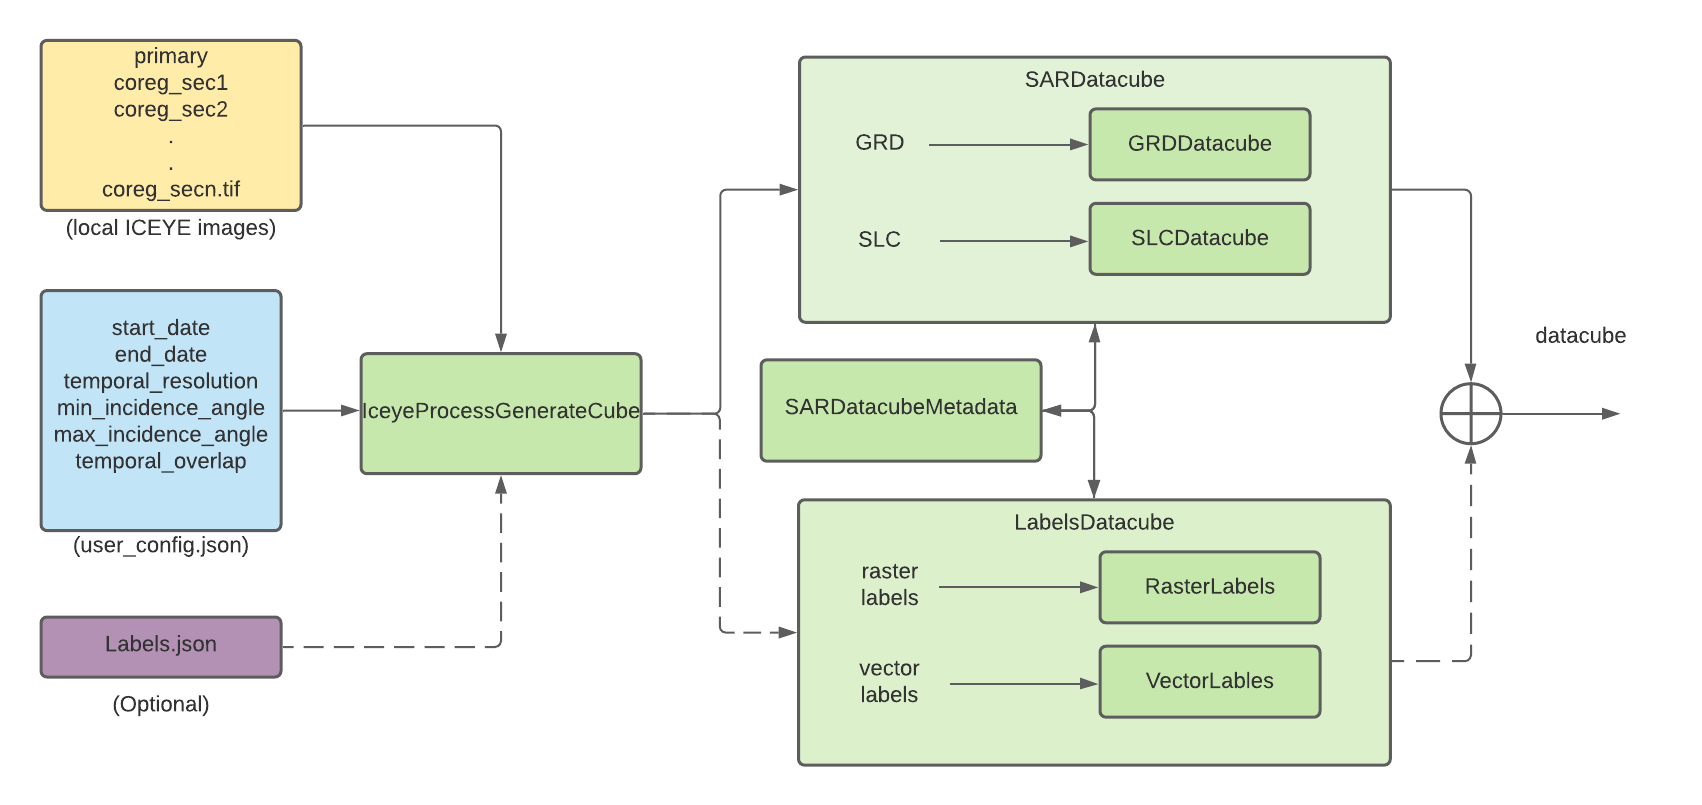 primary
coreg_sec1
coreg_sec2
.
.
coreg_secn.tif
(local ICEYE images)
start_date
end_date
temporal_resolution
min_incidence_angle
max_incidence_angle
temporal_overlap
(user_config.json)
Labels.json
(Optional)
IceyeProcessGenerateCube
SARDatacube
GRD
GRDDatacube
SLC
SLCDatacube
SARDatacubeMetadata
LabelsDatacube
raster
labels
RasterLabels
vector
labels
VectorLables
datacube